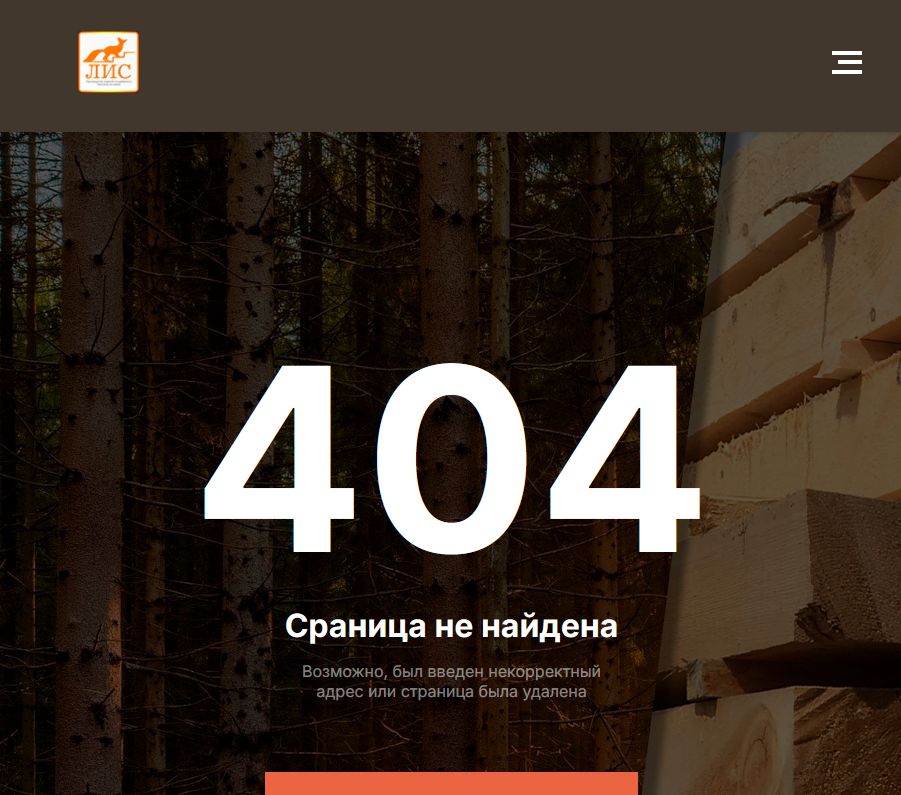 ЛИС
404
Сраница не найдена
Возможно, был введен некорректный
адрес или страница была удалена